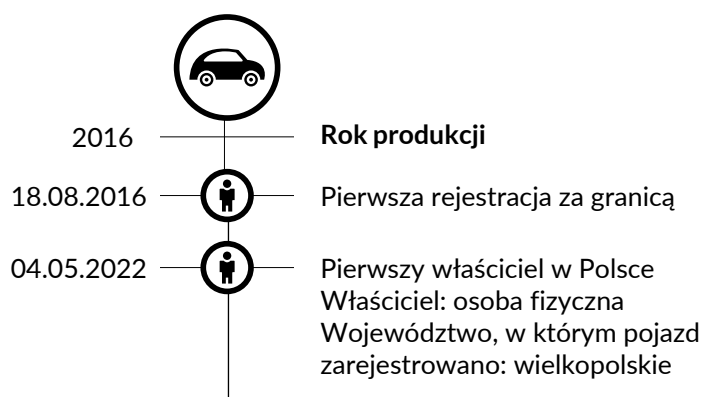 2016 Rok produkcji
18.08.2016 Pierwsza rejestracja za granicą
04.05.2022 Pierwszy właściciel w Polsce
Właściciel: osoba fizyczna
Województwo, w którym pojazd
zarejestrowano: wielkopolskie